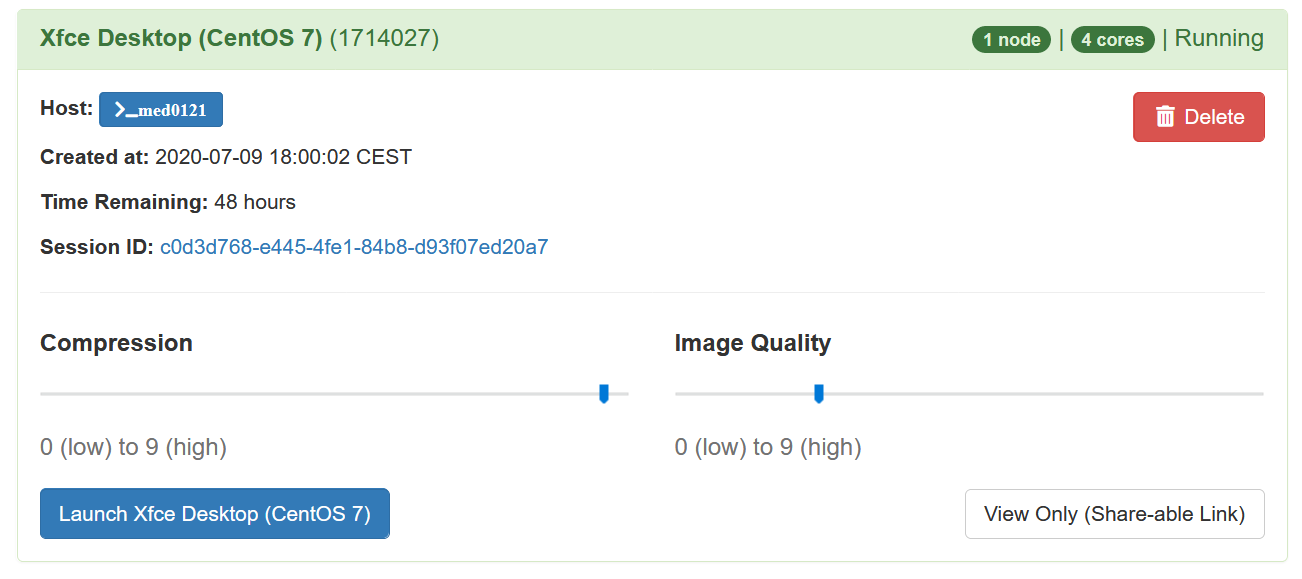 Xfce Desktop (CentOS 7) (1714027) 1 node | 4 cores | Running
Host: >_med0121 Delete
Created at: 2020-07-09 18:00:02 CEST
Time Remaining: 48 hours
Session ID: c0d3d768-e445-4fe1-84b8-d93f07ed20a7
Compression Image Quality
0 (low) to 9 (high) 0 (low) to 9 (high)
Launch Xfce Desktop (CentOS 7) View Only (Share-able Link)